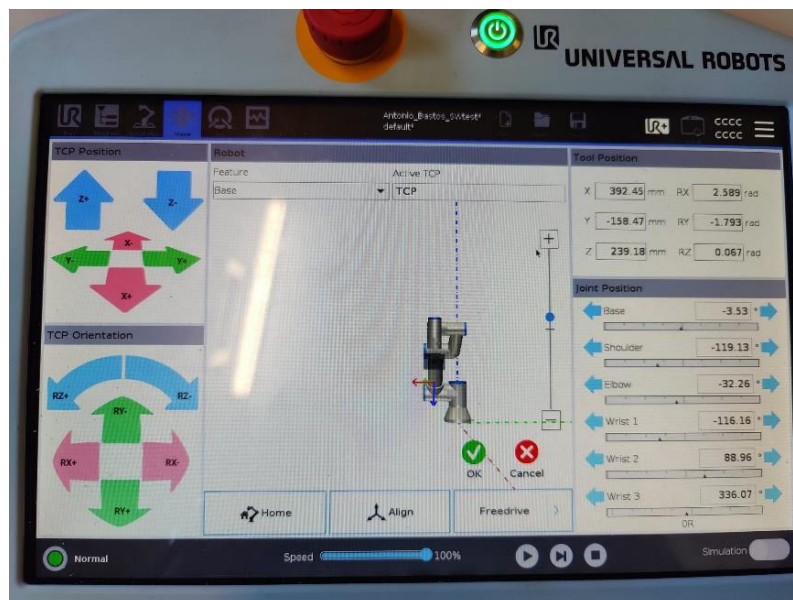 UR
UNIVERSAL ROBOTS
UR
Move
Antonio_Bastos_SWtest*
default*
UR+
CCCC
CCCC
TCP Position
Z+
Z-
X-
Y-
Y+
X+
TCP Orientation
RZ+
RZ-
RY-
RX+
RX-
RY+
Robot
Feature
Active TCP
Base
TCP
OK
Cancel
Home
Align
Freedrive
Tool Position
X 392.45 mm RX 2.589 rad
Y -158.47 mm RY -1.793 rad
Z 239.18 mm RZ 0.067 rad
Joint Position
Base -3.53 °
Shoulder -119.13 °
Elbow -32.26 °
Wrist 1 -116.16 °
Wrist 2 88.96 °
Wrist 3 336.07 °
Normal
Speed
100%
Simulation